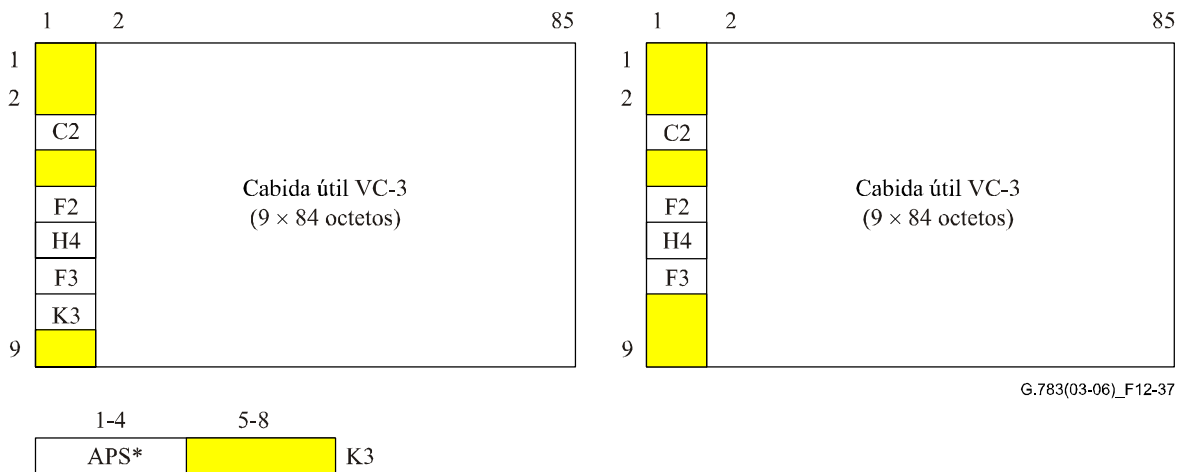 1 2 85
1
2
C2
F2
H4
F3
K3
9
Cabida útil VC-3
(9 × 84 octetos)
1 2 85
1
2
C2
F2
H4
F3
9
Cabida útil VC-3
(9 × 84 octetos)
G.783(03-06)_F12-37
1-4 5-8
APS* K3